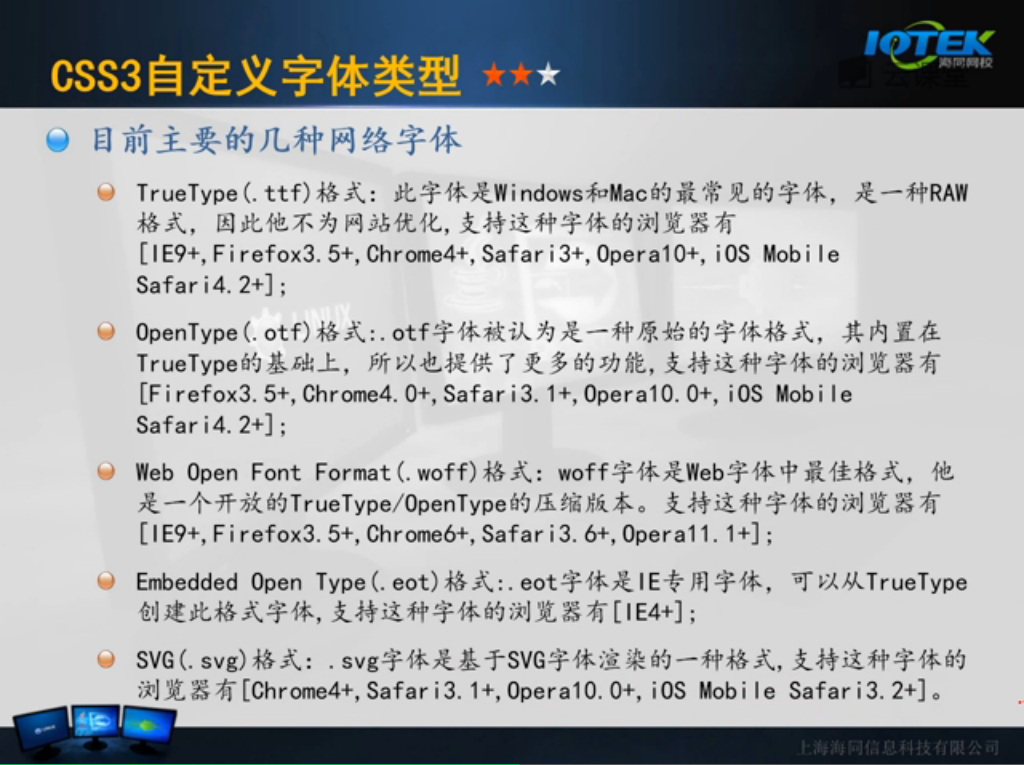 IOTEK
海同网校
CSS3自定义字体类型
目前主要的几种网络字体
TrueType(.ttf)格式：此字体是Windows和Mac的最常见的字体，是一种RAW
格式，因此他不为网站优化,支持这种字体的浏览器有
[IE9+,Firefox3.5+,Chrome4+,Safari3+,Opera10+,iOS Mobile
Safari4.2+];
OpenType(.otf)格式:.otf字体被认为是一种原始的字体格式，其内置在
TrueType的基础上，所以也提供了更多的功能,支持这种字体的浏览器有
[Firefox3.5+,Chrome4.0+,Safari3.1+,Opera10.0+,iOS Mobile
Safari4.2+];
Web Open Font Format(.woff)格式：woff字体是Web字体中最佳格式，他
是一个开放的TrueType/OpenType的压缩版本。支持这种字体的浏览器有
[IE9+,Firefox3.5+,Chrome6+,Safari3.6+,Opera11.1+];
Embedded Open Type(.eot)格式:.eot字体是IE专用字体，可以从TrueType
创建此格式字体,支持这种字体的浏览器有[IE4+];
SVG(.svg)格式：.svg字体是基于SVG字体渲染的一种格式,支持这种字体的
浏览器有[Chrome4+,Safari3.1+,Opera10.0+,iOS Mobile Safari3.2+]。
上海海同信息科技有限公司